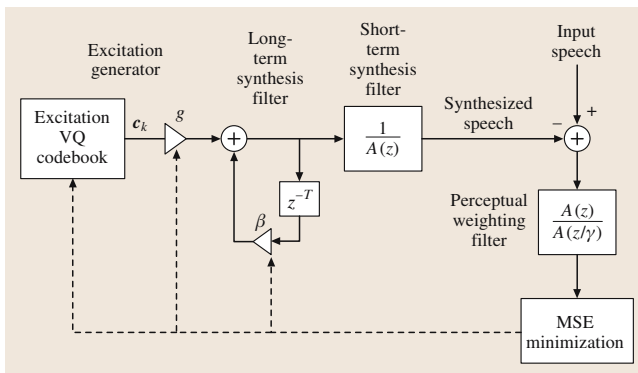 Excitation
generator
Long-
term
synthesis
filter
Short-
term
synthesis
filter
Input
speech
Excitation
VQ
codebook
c_k
g
+
1
A(z)
Synthesized
speech
−
+
+
z^{−T}
β
Perceptual
weighting
filter
A(z)
A(z/γ)
MSE
minimization